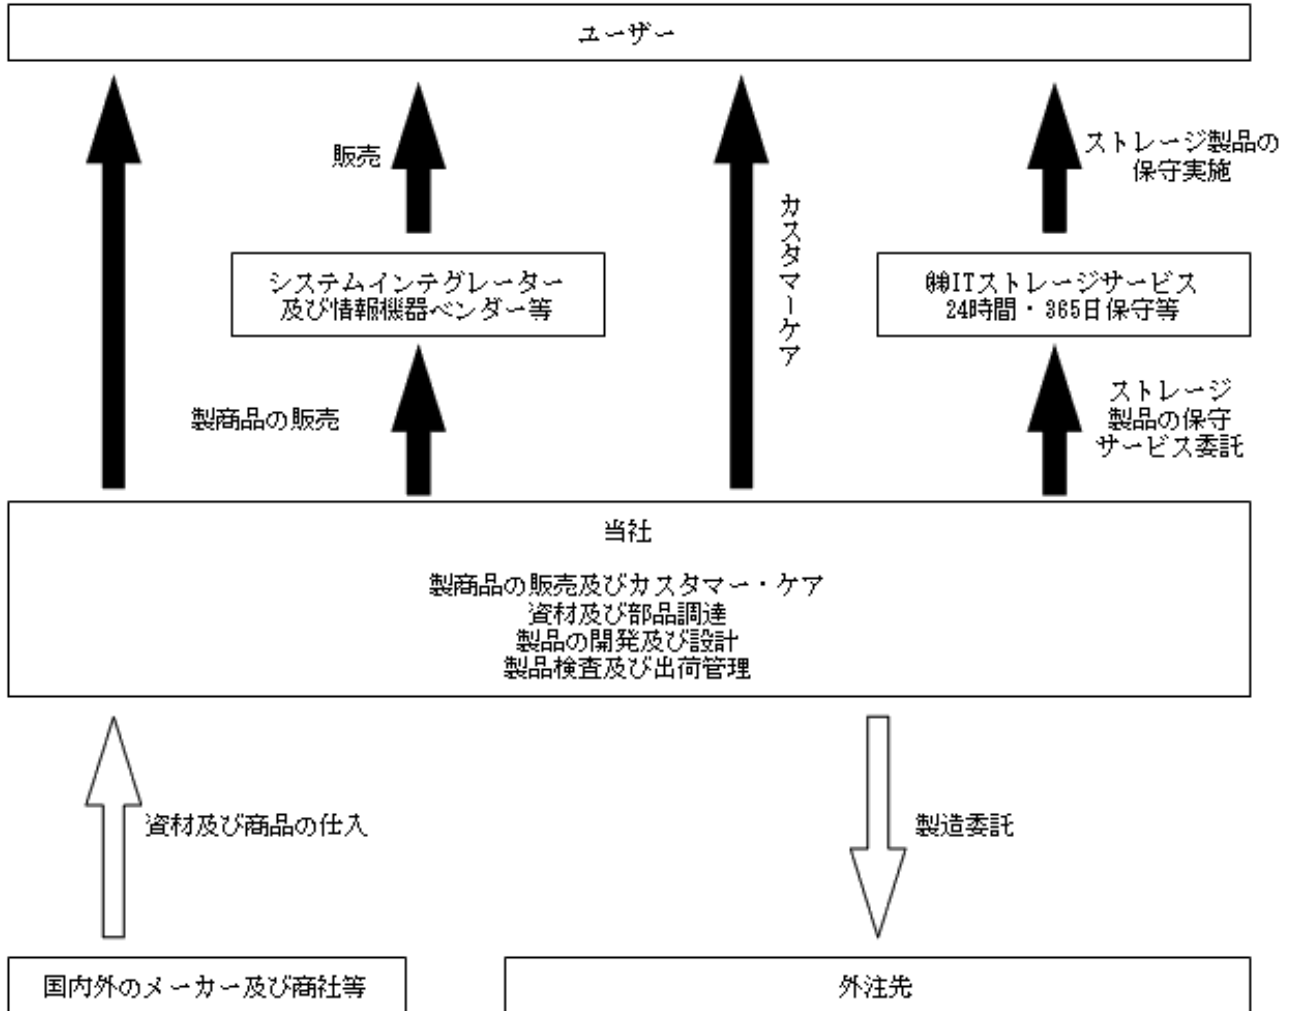 ユーザー
販売
ストレージ製品の
保守実施
カスタマーケア
システムインテグレーター
及び情報機器ベンダー等
㈱ITストレージサービス
24時間・365日保守等
製商品の販売
ストレージ
製品の保守
サービス委託
当社
製商品の販売及びカスタマー・ケア
資材及び部品調達
製品の開発及び設計
製品検査及び出荷管理
資材及び商品の仕入
製造委託
国内外のメーカー及び商社等
外注先